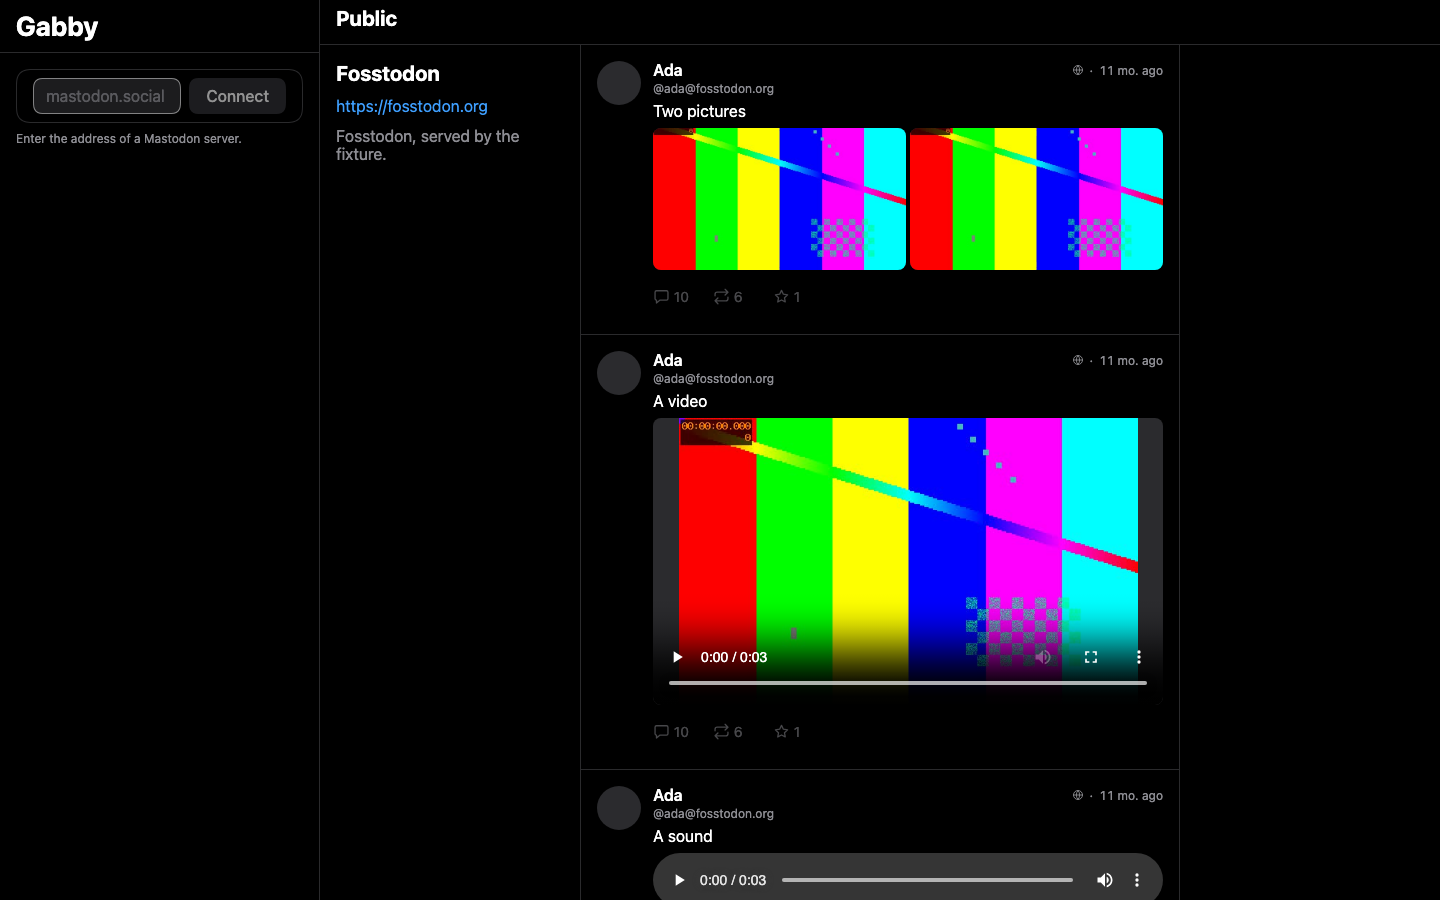 Gabby
mastodon.social
Connect
Enter the address of a Mastodon server.
Public
Fosstodon
https://fosstodon.org
Fosstodon, served by the
fixture.
Ada
· 11 mo. ago
@ada@fosstodon.org
Two pictures
10 6 1
Ada
· 11 mo. ago
@ada@fosstodon.org
A video
00:00:00.000
0
0:00 / 0:03
10 6 1
Ada
· 11 mo. ago
@ada@fosstodon.org
A sound
0:00 / 0:03